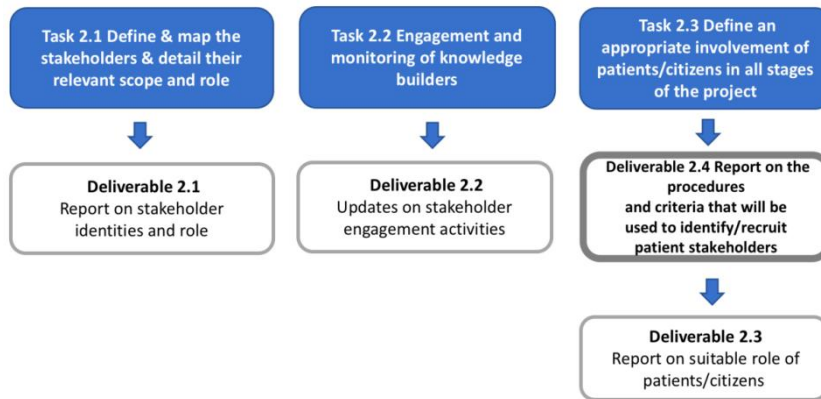 Task 2.1 Define & map the
stakeholders & detail their
relevant scope and role
Task 2.2 Engagement and
monitoring of knowledge
builders
Task 2.3 Define an
appropriate involvement of
patients/citizens in all stages
of the project
Deliverable 2.1
Report on stakeholder
identities and role
Deliverable 2.2
Updates on stakeholder
engagement activities
Deliverable 2.4 Report on the
procedures
and criteria that will be
used to identify/recruit
patient stakeholders
Deliverable 2.3
Report on suitable role of
patients/citizens